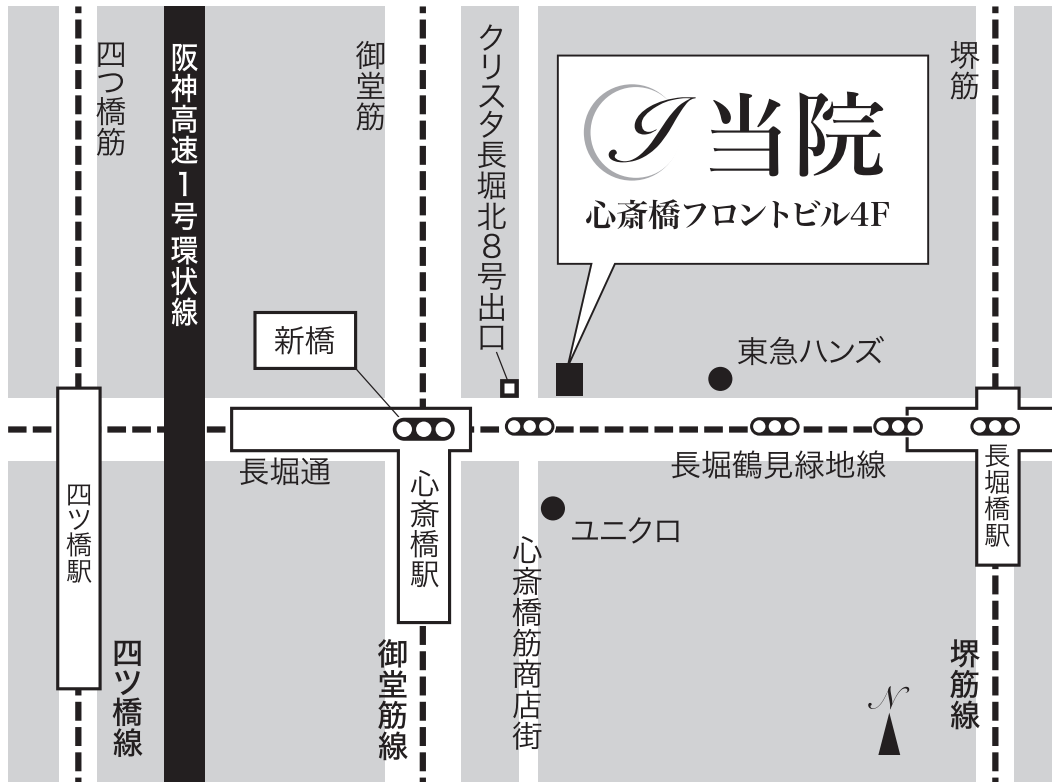 四つ橋筋
阪神高速1号環状線
御堂筋
クリスタ長堀北8号出口
堺筋
I 当院
心斎橋フロントビル4F
新橋
東急ハンズ
長堀通
長堀鶴見緑地線
四ツ橋駅
心斎橋駅
長堀橋駅
ユニクロ
心斎橋筋商店街
四ツ橋線
御堂筋線
堺筋線
N